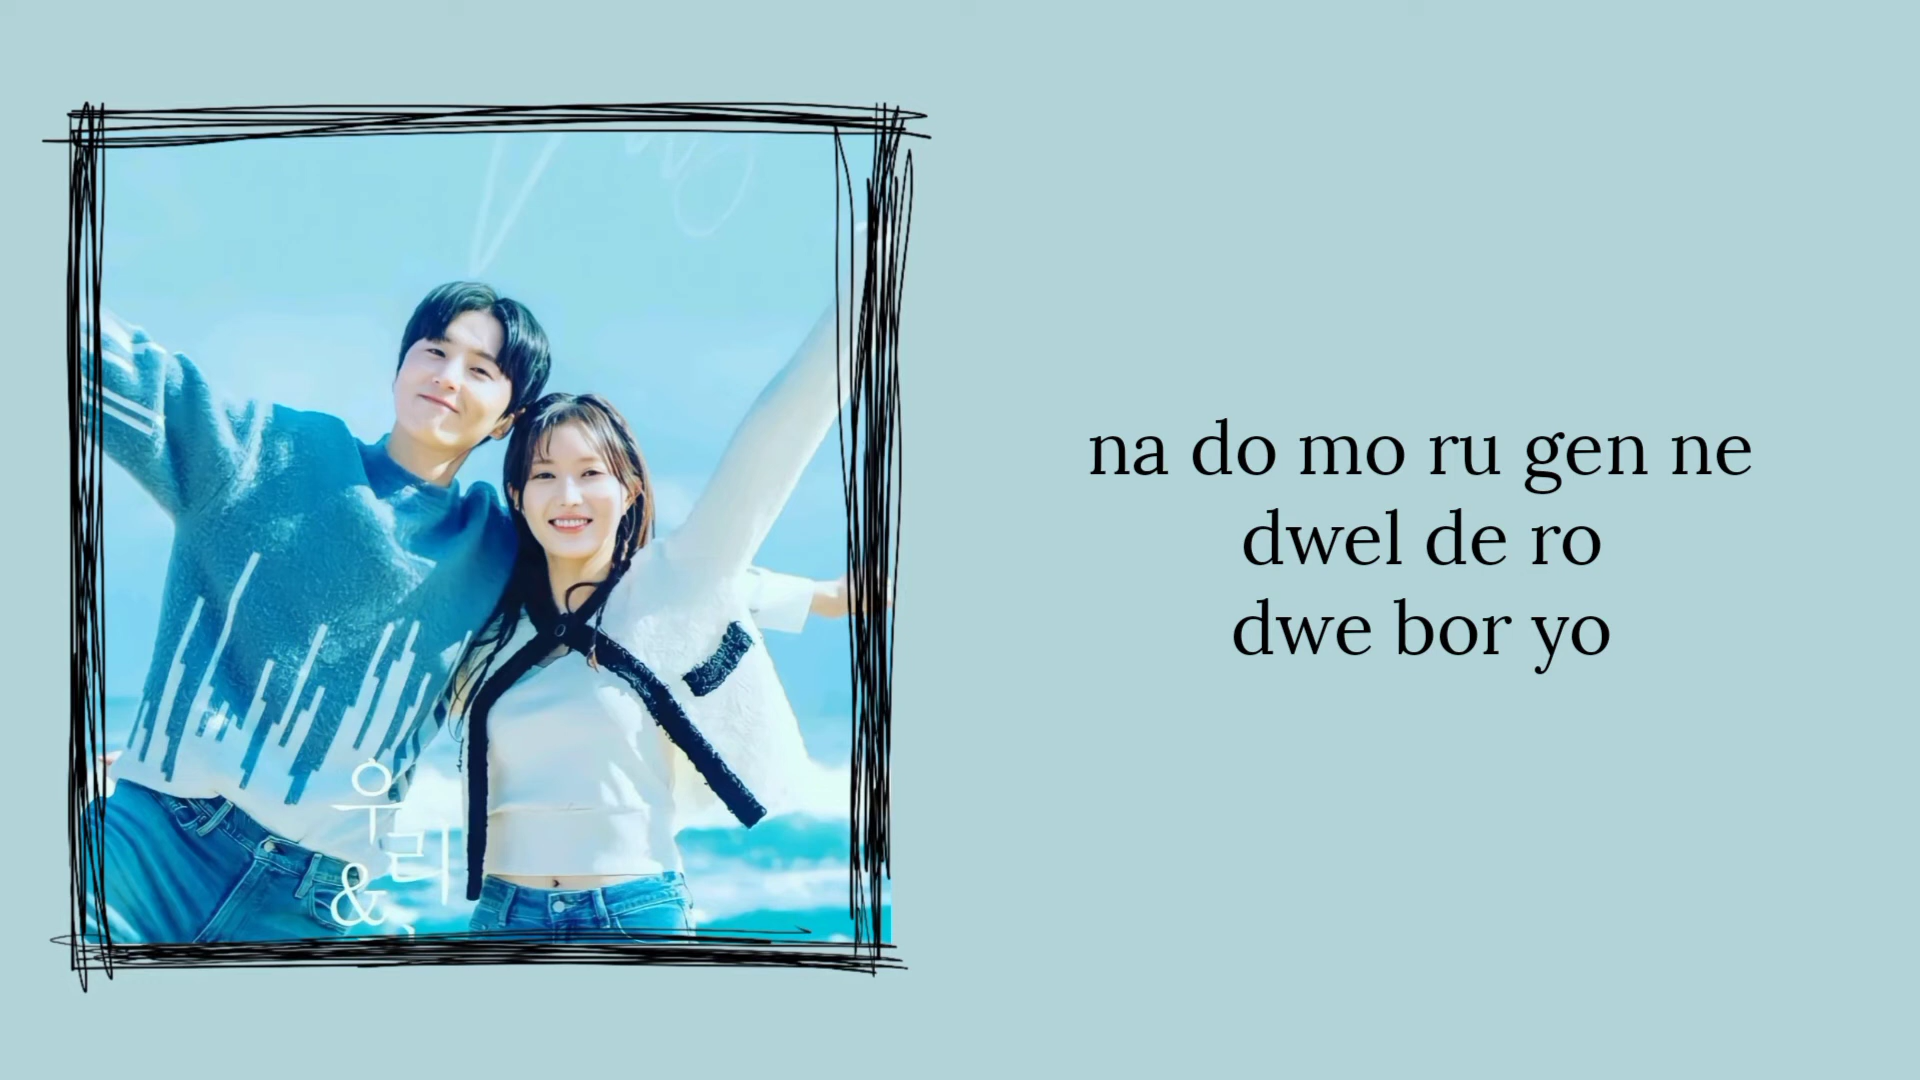 우리
&
na do mo ru gen ne
dwel de ro
dwe bor yo